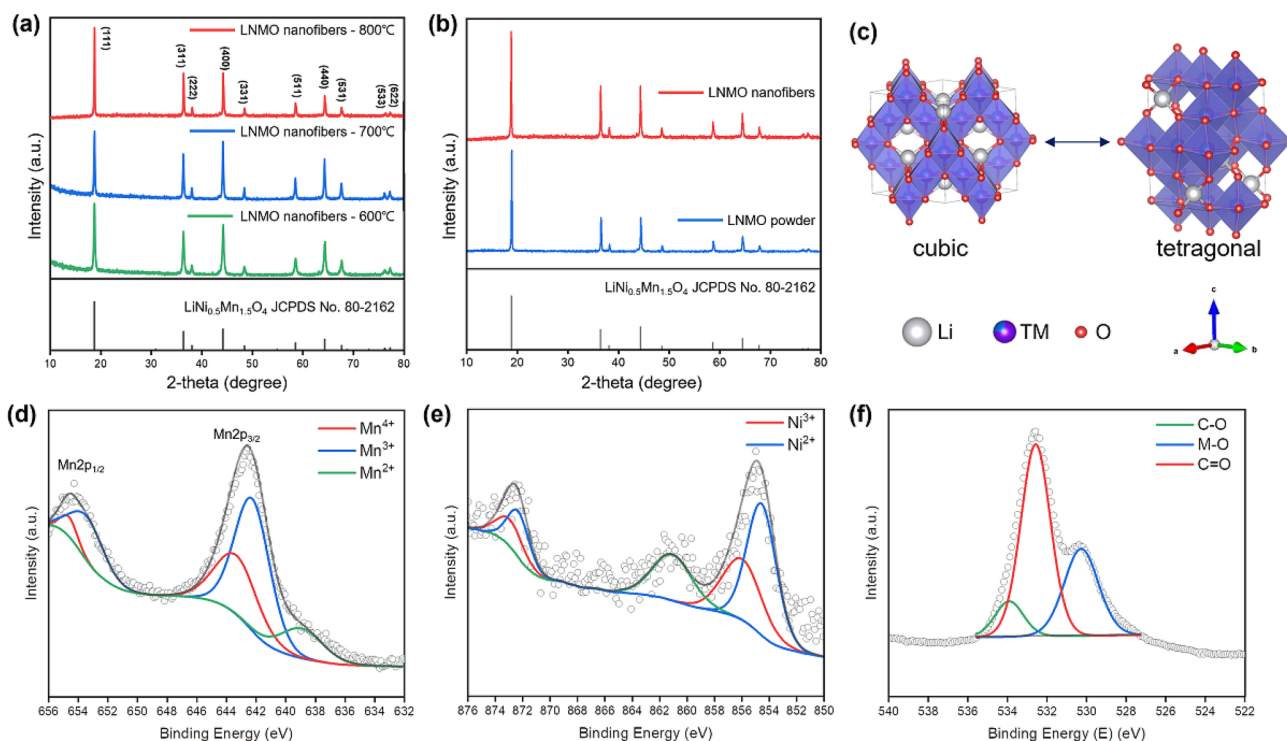 (a)
LNMO nanofibers - 800℃
(111)
(311)
(222)
(400)
(331)
(511)
(440)
(531)
(533)
(622)
LNMO nanofibers - 700℃
LNMO nanofibers - 600℃
LiNi0.5Mn1.5O4 JCPDS No. 80-2162
Intensity (a.u.)
10 20 30 40 50 60 70 80
2-theta (degree)
(b)
LNMO nanofibers
LNMO powder
LiNi0.5Mn1.5O4 JCPDS No. 80-2162
Intensity (a.u.)
10 20 30 40 50 60 70 80
2-theta (degree)
(c)
cubic
tetragonal
Li
TM
O
c
a
b
(d)
Mn2p1/2
Mn2p3/2
Mn4+
Mn3+
Mn2+
Intensity (a.u.)
656 654 652 650 648 646 644 642 640 638 636 634 632
Binding Energy (eV)
(e)
Ni3+
Ni2+
Intensity (a.u.)
876 874 872 870 868 866 864 862 860 858 856 854 852 850
Binding Energy (eV)
(f)
C-O
M-O
C=O
Intensity (a.u.)
540 538 536 534 532 530 528 526 524 522
Binding Energy (E) (eV)